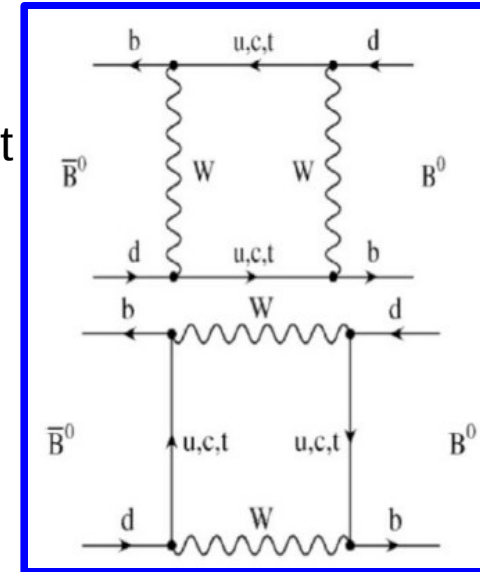 b u,c,t d
t
B̅⁰ W W B⁰
d u,c,t b
b W d
B̅⁰ u,c,t u,c,t B⁰
d W b